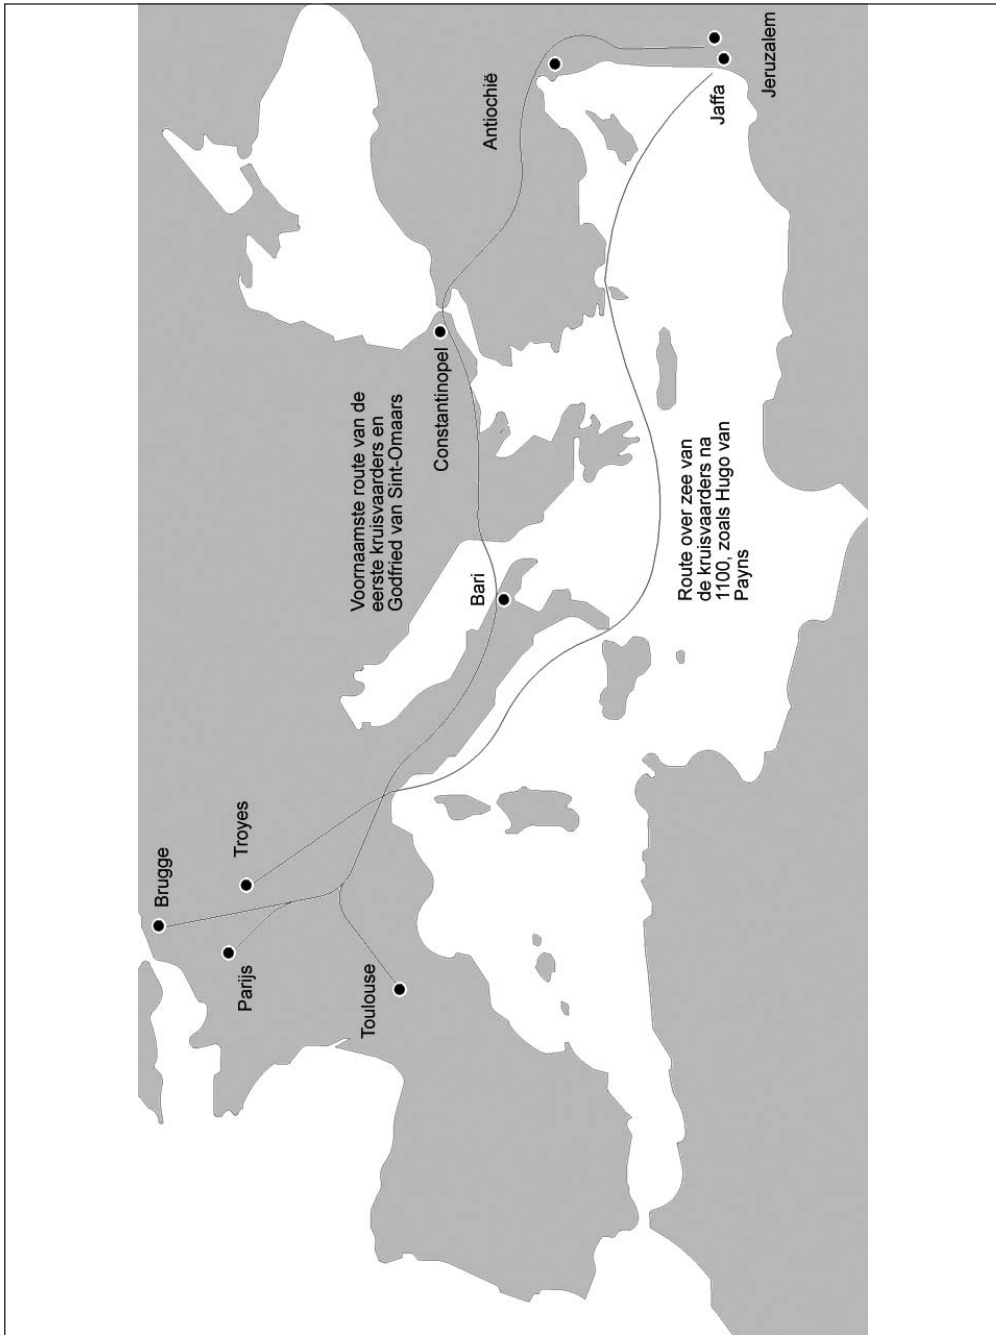 Brugge
Troyes
Parijs
Toulouse
Bari
Voornaamste route van de
eerste kruisvaarders en
Godfried van Sint-Omaars
Constantinopel
Antiochië
Route over zee van
de kruisvaarders na
1100, zoals Hugo van
Payns
Jaffa
Jeruzalem